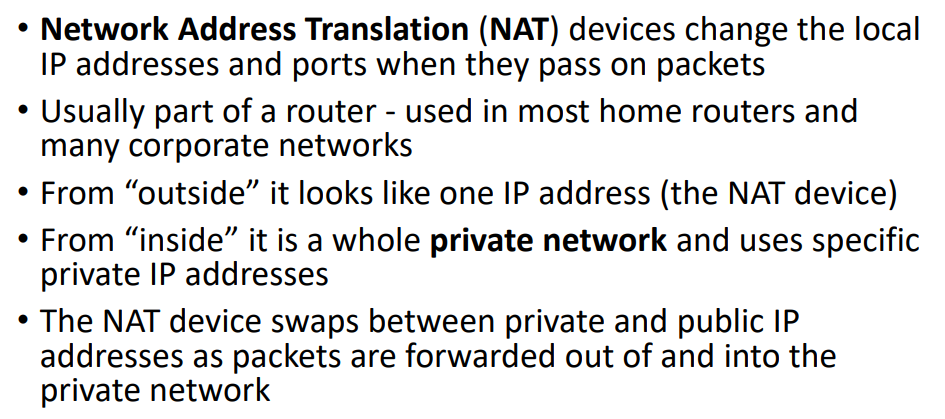 • Network Address Translation (NAT) devices change the local
IP addresses and ports when they pass on packets
• Usually part of a router - used in most home routers and
many corporate networks
• From “outside” it looks like one IP address (the NAT device)
• From “inside” it is a whole private network and uses specific
private IP addresses
• The NAT device swaps between private and public IP
addresses as packets are forwarded out of and into the
private network